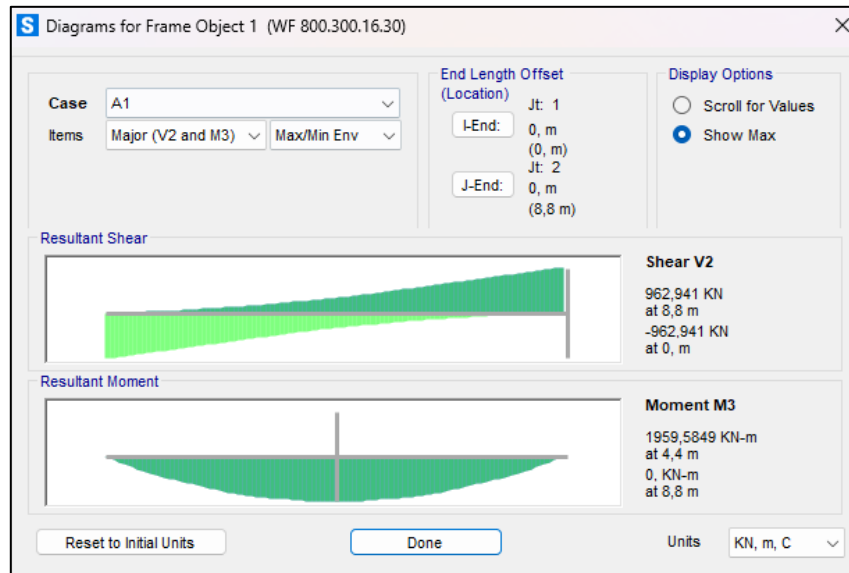 S Diagrams for Frame Object 1 (WF 800.300.16.30)
Case A1
Items Major (V2 and M3) Max/Min Env
End Length Offset
(Location)
I-End:
Jt: 1
0, m
(0, m)
J-End:
Jt: 2
0, m
(8,8 m)
Display Options
Scroll for Values
Show Max
Resultant Shear
Shear V2
962,941 KN
at 8,8 m
-962,941 KN
at 0, m
Resultant Moment
Moment M3
1959,5849 KN-m
at 4,4 m
0, KN-m
at 8,8 m
Reset to Initial Units
Done
Units KN, m, C